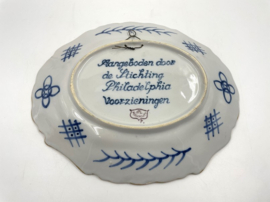 Aangeboden door
de Stichting
Philadelphia
Voorzieningen